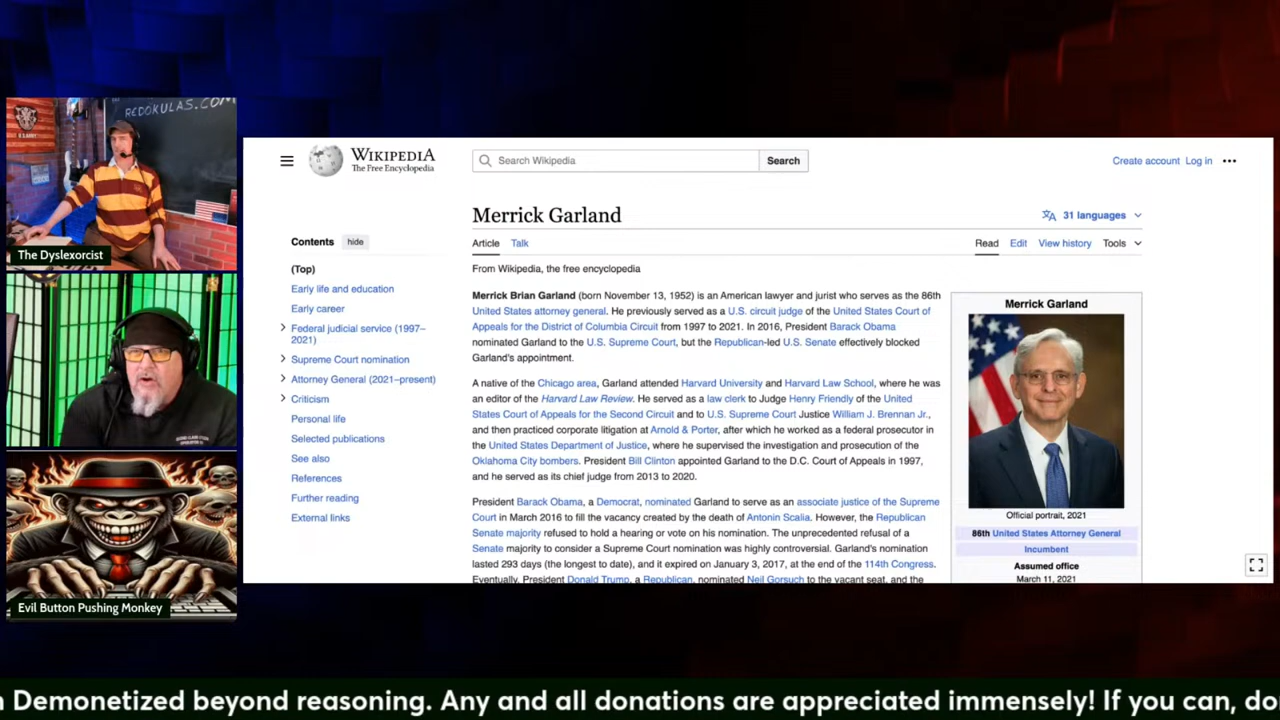 REDOKULAS.COM
The Dyslexorcist
Evil Button Pushing Monkey
WIKIPEDIA
The Free Encyclopedia
Search Wikipedia
Search
Create account Log in
Merrick Garland
31 languages
Contents hide
Article Talk
Read Edit View history Tools
(Top)
Early life and education
Early career
Federal judicial service (1997–
2021)
Supreme Court nomination
Attorney General (2021–present)
Criticism
Personal life
Selected publications
See also
References
Further reading
External links
From Wikipedia, the free encyclopedia
Merrick Brian Garland (born November 13, 1952) is an American lawyer and jurist who serves as the 86th
United States attorney general. He previously served as a U.S. circuit judge of the United States Court of
Appeals for the District of Columbia Circuit from 1997 to 2021. In 2016, President Barack Obama
nominated Garland to the U.S. Supreme Court, but the Republican-led U.S. Senate effectively blocked
Garland's appointment.
A native of the Chicago area, Garland attended Harvard University and Harvard Law School, where he was
an editor of the Harvard Law Review. He served as a law clerk to Judge Henry Friendly of the United
States Court of Appeals for the Second Circuit and to U.S. Supreme Court Justice William J. Brennan Jr.,
and then practiced corporate litigation at Arnold & Porter, after which he worked as a federal prosecutor in
the United States Department of Justice, where he supervised the investigation and prosecution of the
Oklahoma City bombers. President Bill Clinton appointed Garland to the D.C. Court of Appeals in 1997,
and he served as its chief judge from 2013 to 2020.
President Barack Obama, a Democrat, nominated Garland to serve as an associate justice of the Supreme
Court in March 2016 to fill the vacancy created by the death of Antonin Scalia. However, the Republican
Senate majority refused to hold a hearing or vote on his nomination. The unprecedented refusal of a
Senate majority to consider a Supreme Court nomination was highly controversial. Garland's nomination
lasted 293 days (the longest to date), and it expired on January 3, 2017, at the end of the 114th Congress.
Eventually, President Donald Trump, a Republican, nominated Neil Gorsuch to the vacant seat, and the
Merrick Garland
Official portrait, 2021
86th United States Attorney General
Incumbent
Assumed office
March 11, 2021
n Demonetized beyond reasoning. Any and all donations are appreciated immensely! If you can, do